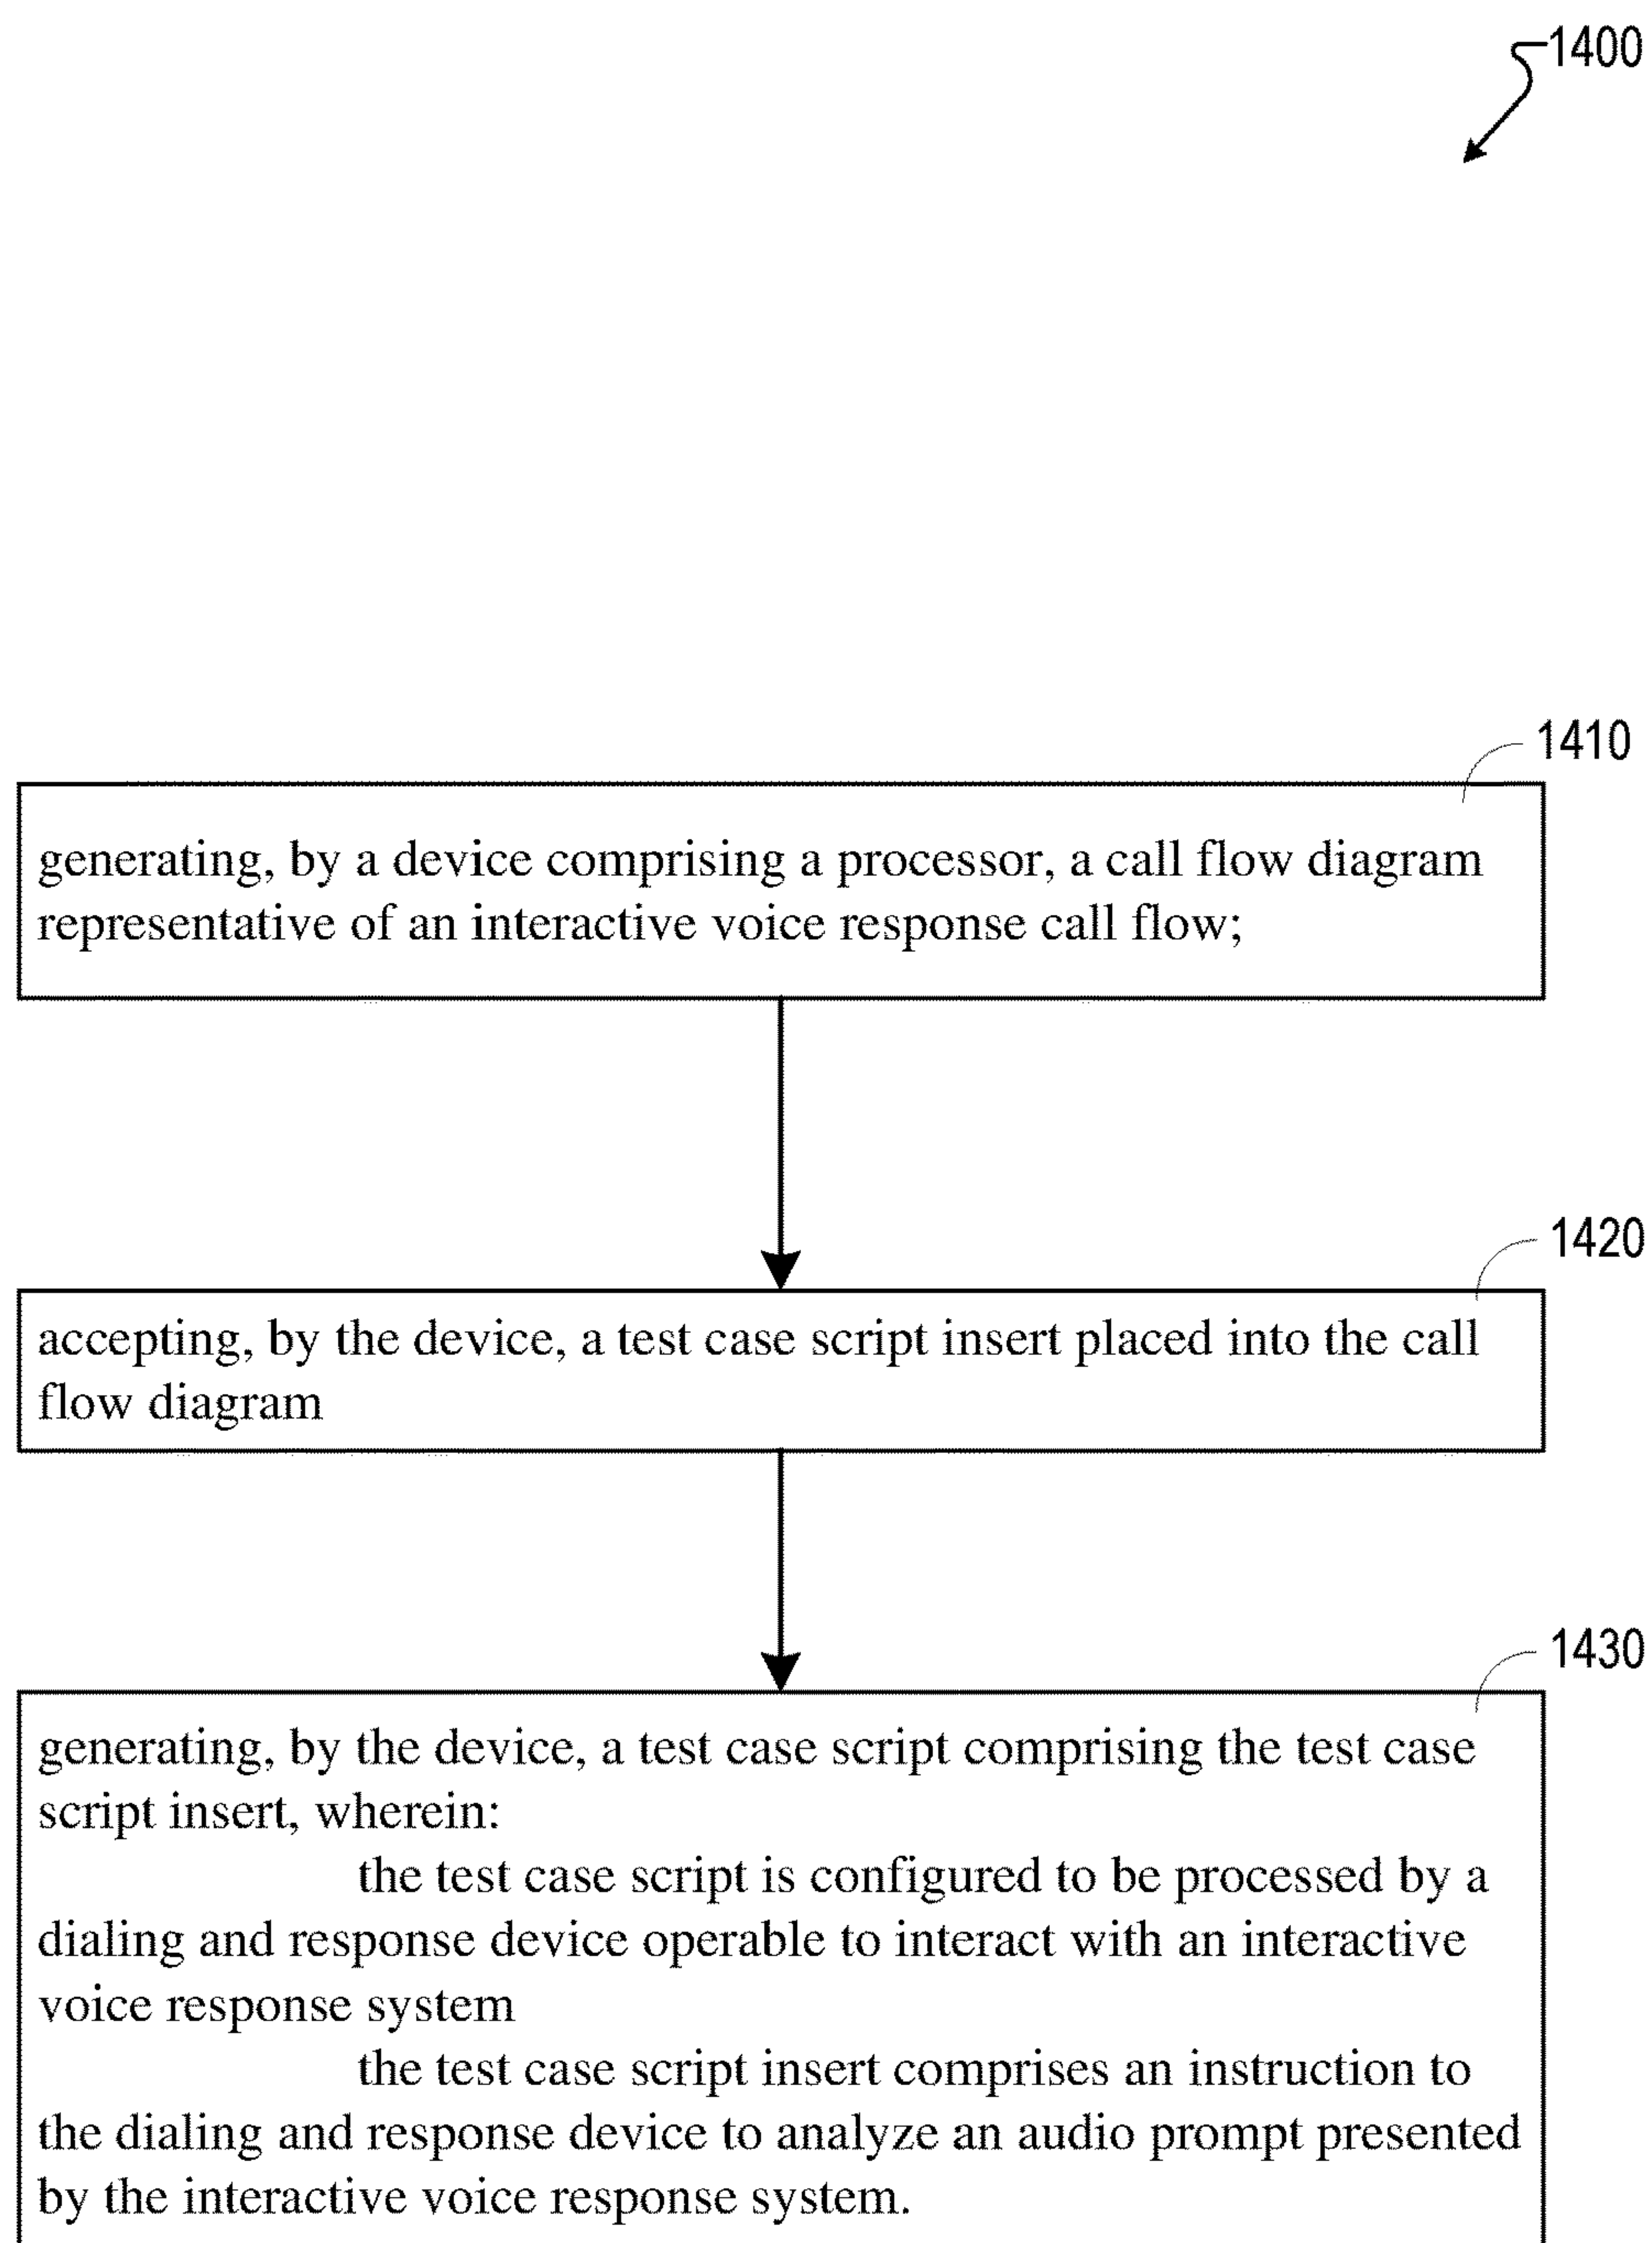 1400
1410
generating, by a device comprising a processor, a call flow diagram
representative of an interactive voice response call flow;
1420
accepting, by the device, a test case script insert placed into the call
flow diagram
1430
generating, by the device, a test case script comprising the test case
script insert, wherein:
the test case script is configured to be processed by a
dialing and response device operable to interact with an interactive
voice response system
the test case script insert comprises an instruction to
the dialing and response device to analyze an audio prompt presented
by the interactive voice response system.